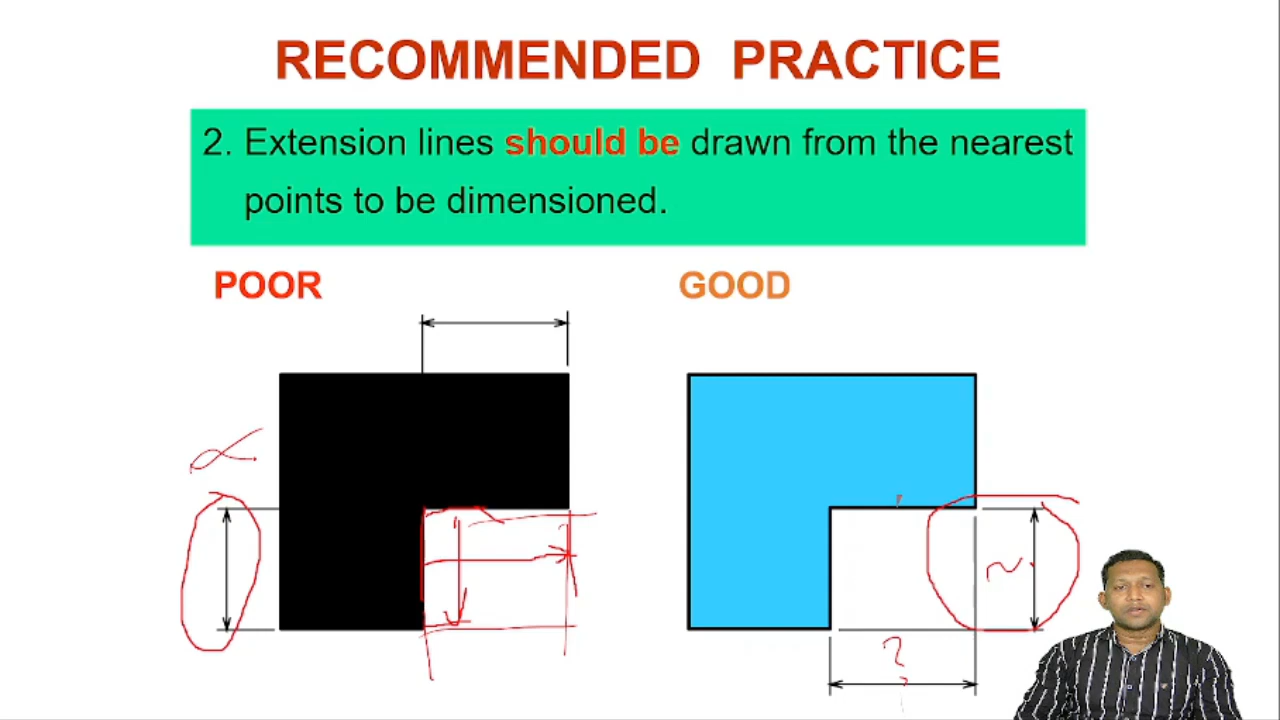 RECOMMENDED PRACTICE
2. Extension lines should be drawn from the nearest
points to be dimensioned.
POOR
GOOD
?